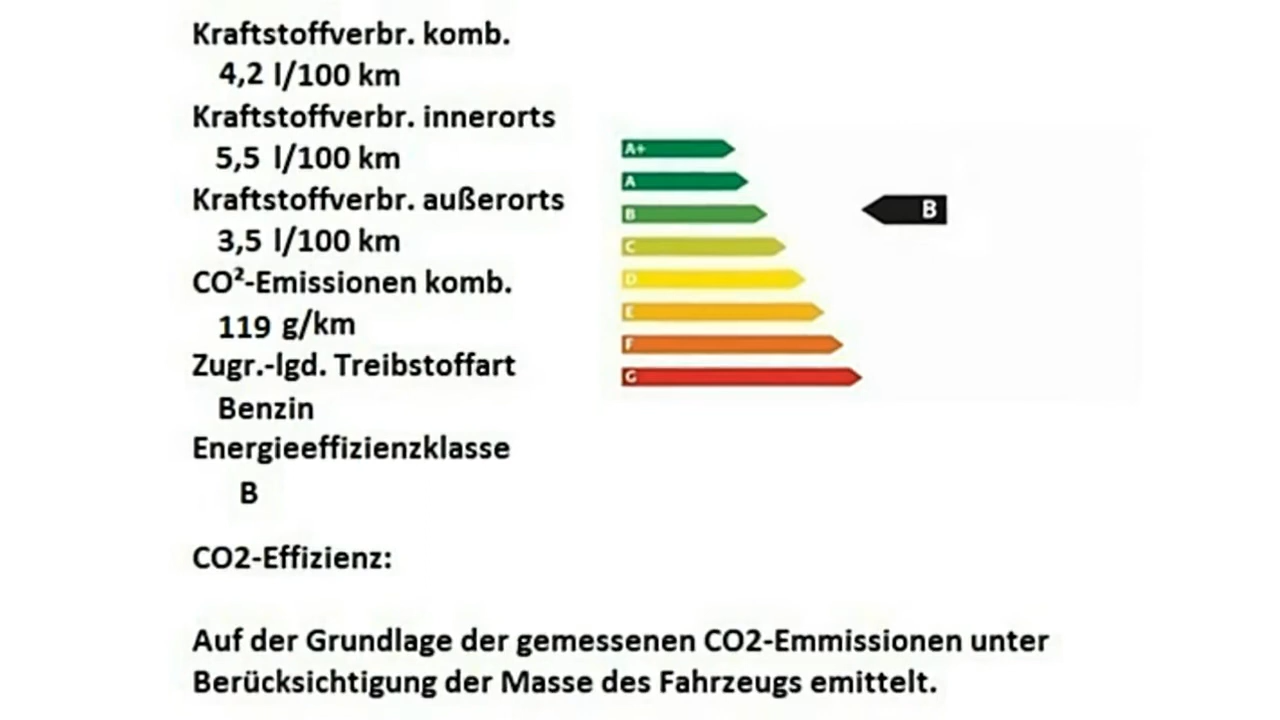 Kraftstoffverbr. komb.
4,2 l/100 km
Kraftstoffverbr. innerorts
5,5 l/100 km
Kraftstoffverbr. außerorts
3,5 l/100 km
CO²-Emissionen komb.
119 g/km
Zugr.-lgd. Treibstoffart
Benzin
Energieeffizienzklasse
B
A+
A
B
C
D
E
F
G
B
CO2-Effizienz:
Auf der Grundlage der gemessenen CO2-Emmissionen unter
Berücksichtigung der Masse des Fahrzeugs emittelt.